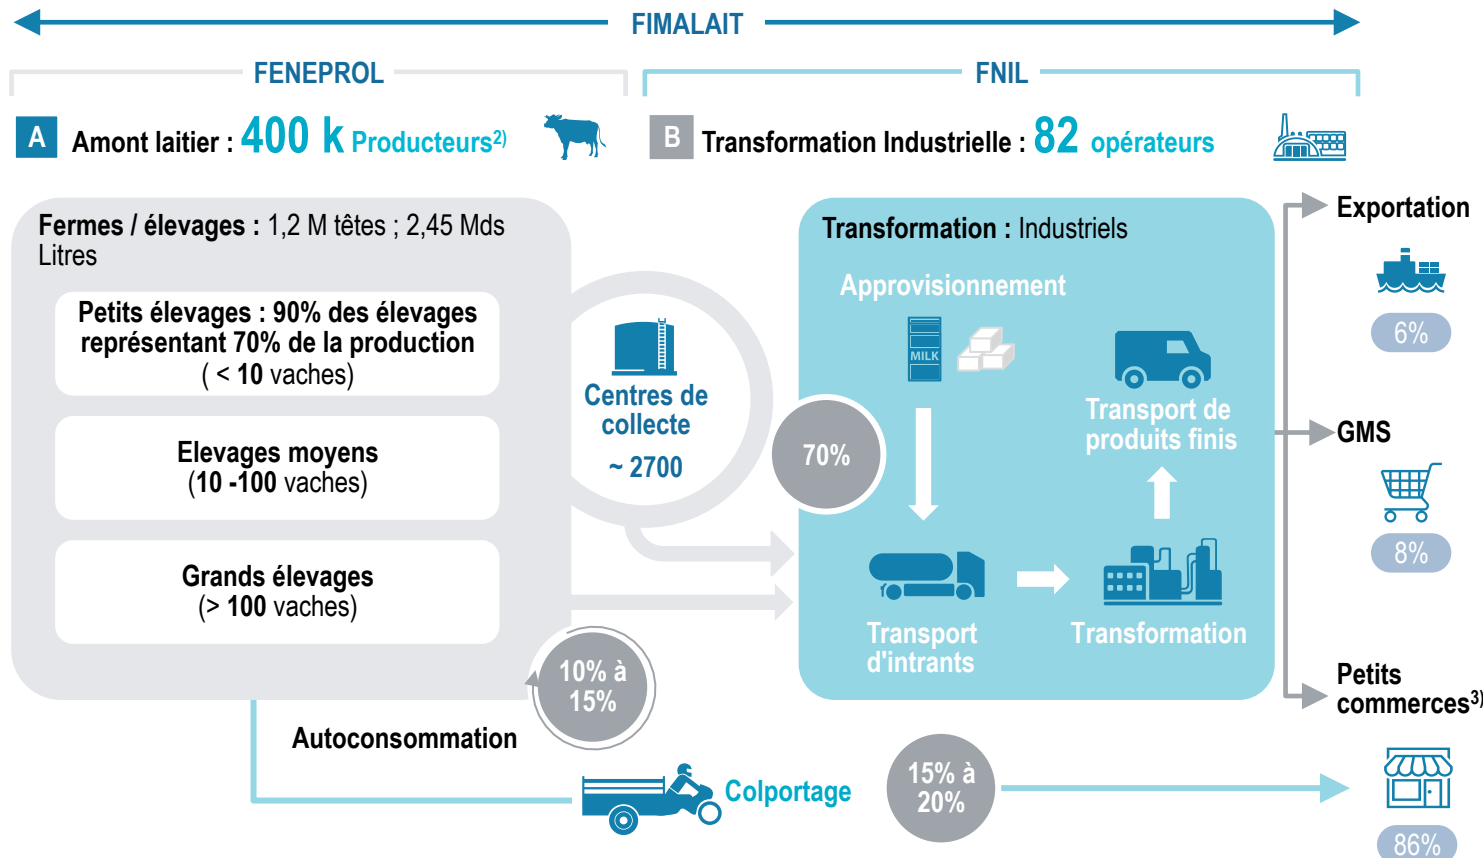 FIMALAIT
FENEPROL
FNIL
A Amont laitier : 400 k Producteurs²⁾
B Transformation Industrielle : 82 opérateurs
Fermes / élevages : 1,2 M têtes ; 2,45 Mds
Litres
Petits élevages : 90% des élevages
représentant 70% de la production
( < 10 vaches)
Elevages moyens
(10 -100 vaches)
Grands élevages
(> 100 vaches)
10% à
15%
Autoconsommation
Centres de
collecte
~ 2700
70%
Transformation : Industriels
Approvisionnement
MILK
Transport de
produits finis
Transport
d'intrants
Transformation
Colportage
15% à
20%
Exportation
6%
GMS
8%
Petits
commerces³⁾
86%